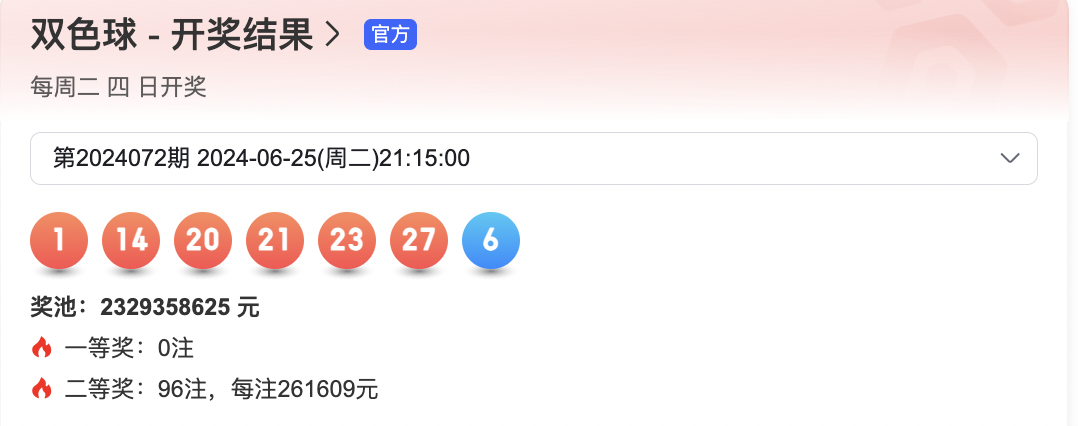 双色球 - 开奖结果 官方
每周二 四 日开奖
第2024072期 2024-06-25(周二)21:15:00
1 14 20 21 23 27 6
奖池：2329358625 元
一等奖：0注
二等奖：96注，每注261609元